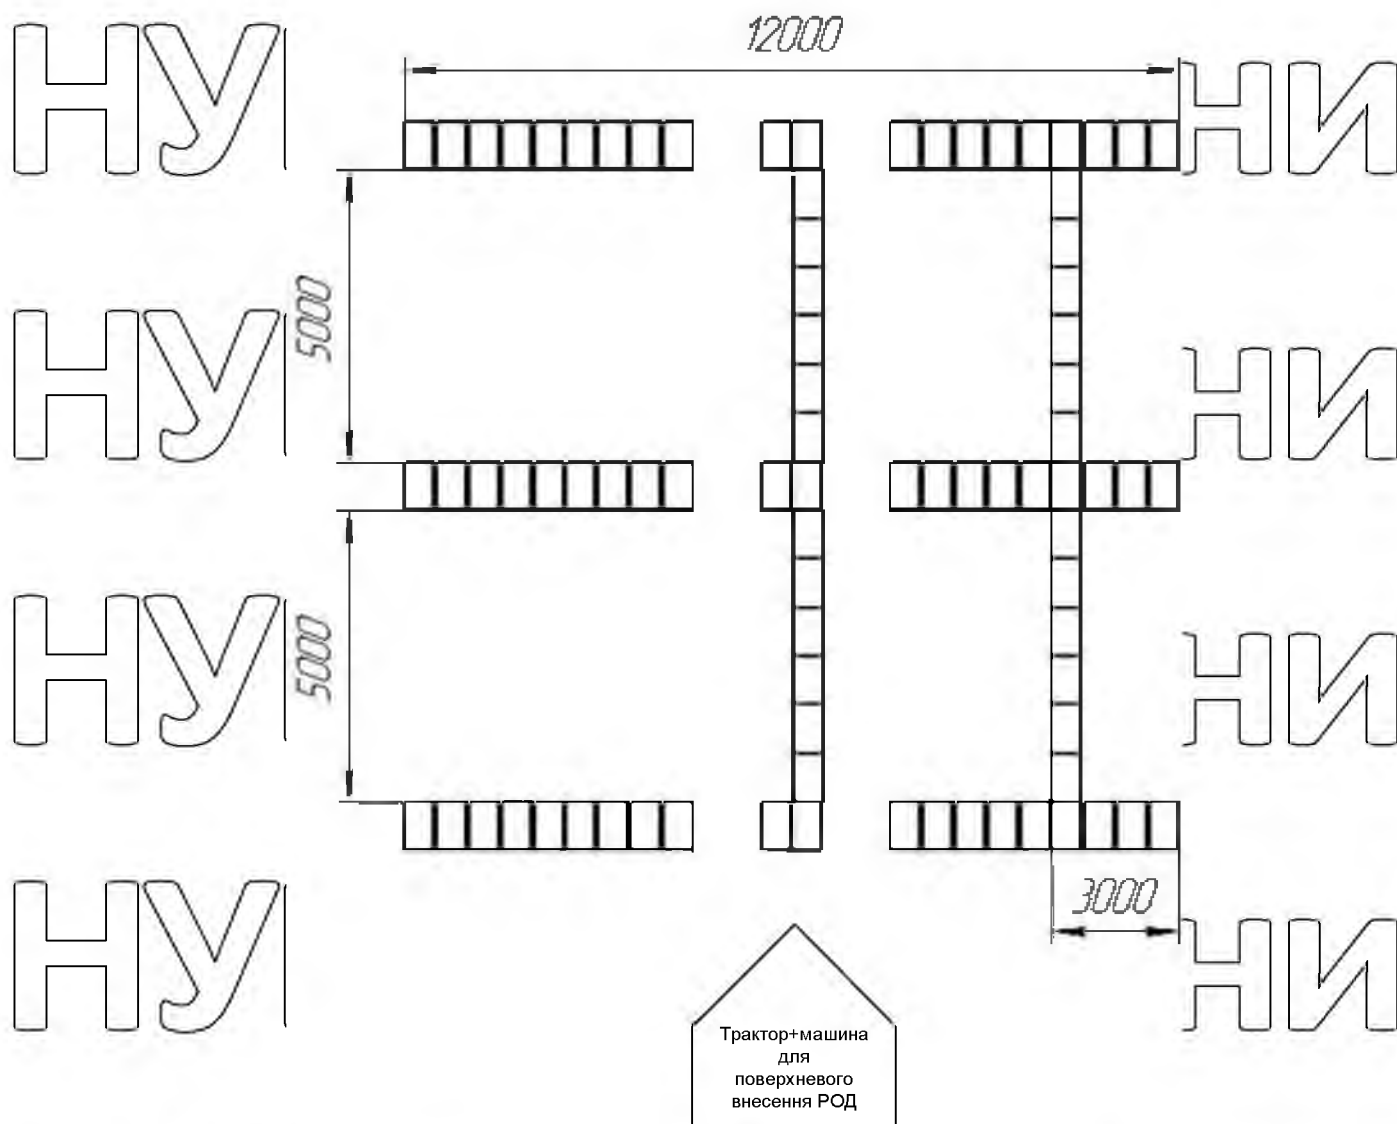 12000
НУ НИ
5000
НУ НИ
НУ НИ
5000
3000
НУ НИ
Трактор+машина
для
поверхневого
внесення РОД